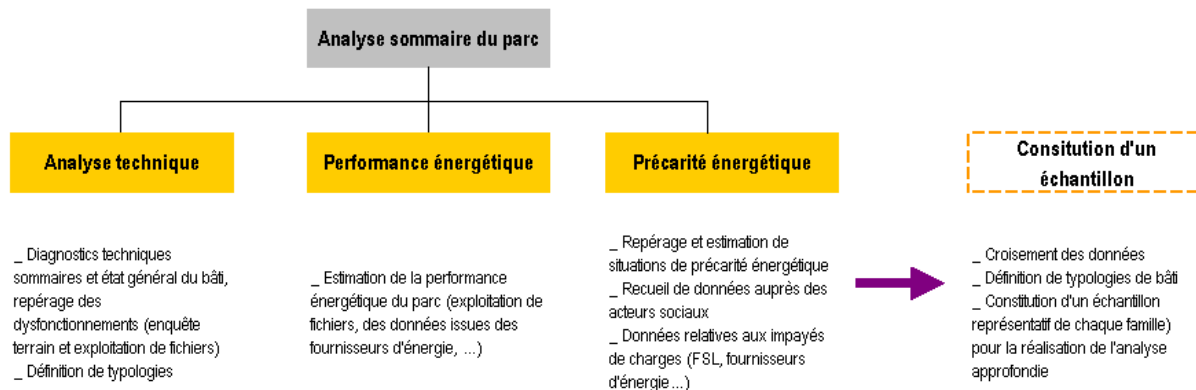 Analyse sommaire du parc
Analyse technique
Performance énergétique
Précarité énergétique
Consitution d'un
échantillon
_ Diagnostics techniques
sommaires et état général du bâti,
repérage des
dysfonctionnements (enquête
terrain et exploitation de fichiers)
_ Définition de typologies
_ Estimation de la performance
énergétique du parc (exploitation de
fichiers, des données issues des
fournisseurs d'énergie, ...)
_ Repérage et estimation de
situations de précarité énergétique
_ Recueil de données auprès des
acteurs sociaux
_ Données relatives aux impayés
de charges (FSL, fournisseurs
d'énergie...)
_ Croisement des données
_ Définition de typologies de bâti
_ Constitution d'un échantillon
représentatif de chaque famille)
pour la réalisation de l'analyse
approfondie